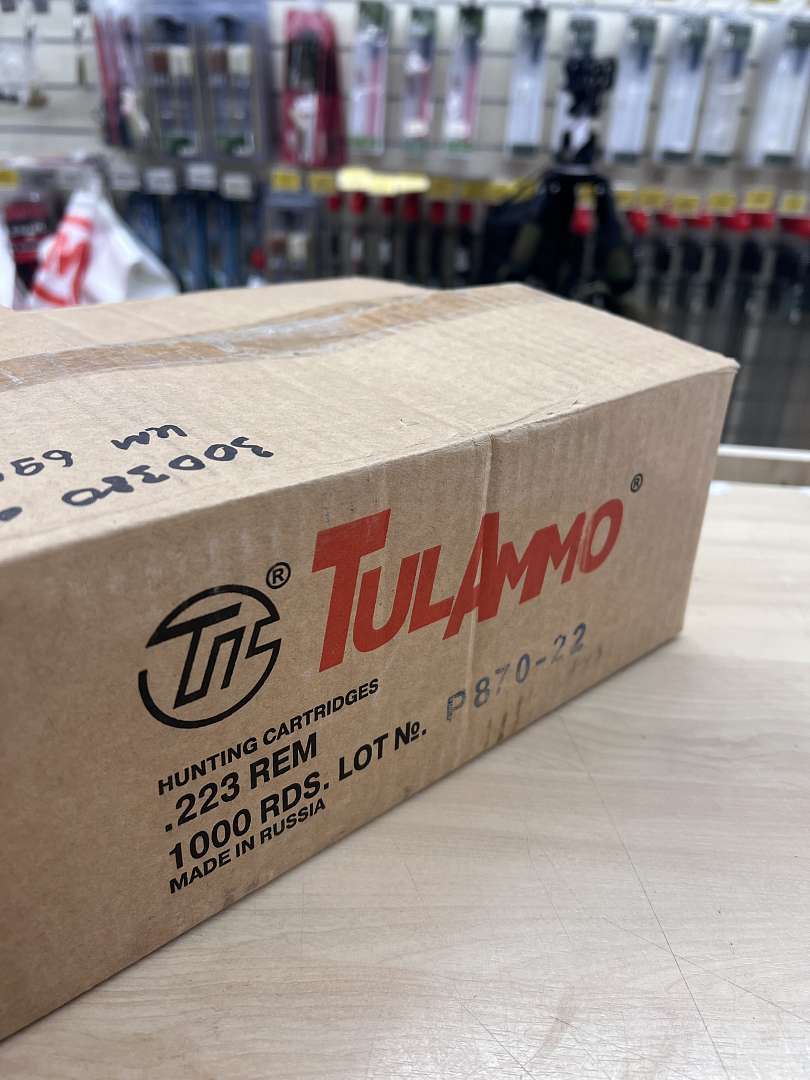 ®
TULAMMO ®
HUNTING CARTRIDGES
.223 REM
1000 RDS. LOT №. P870-22
MADE IN RUSSIA